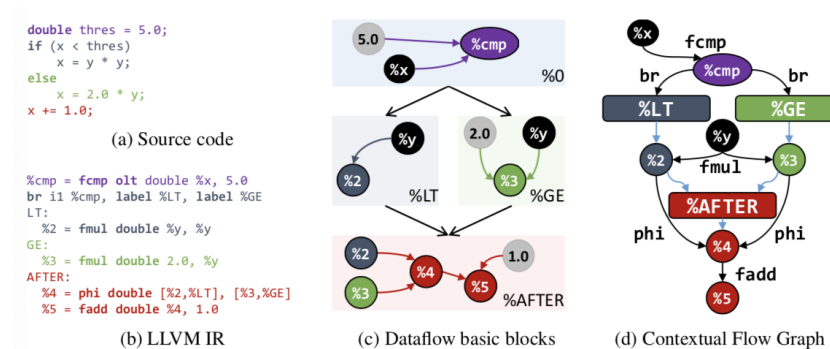 double thres = 5.0;
if (x < thres)
x = y * y;
else
x = 2.0 * y;
x += 1.0;
(a) Source code
%cmp = fcmp olt double %x, 5.0
br i1 %cmp, label %LT, label %GE
LT:
%2 = fmul double %y, %y
GE:
%3 = fmul double 2.0, %y
AFTER:
%4 = phi double [%2,%LT], [%3,%GE]
%5 = fadd double %4, 1.0
(b) LLVM IR
5.0
%cmp
%x
%0
%y
%2
%LT
2.0
%y
%3
%GE
%2
%4
1.0
%5
%3
%AFTER
(c) Dataflow basic blocks
%x
fcmp
%cmp
br
br
%LT
%GE
%y
%2
%3
fmul
%AFTER
phi
phi
%4
fadd
%5
(d) Contextual Flow Graph